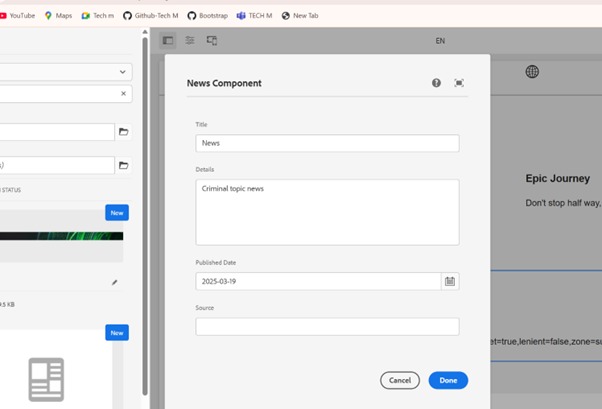 YouTube Maps Tech m Github-Tech M Bootstrap TECH M New Tab
EN
News Component
Title
News
Details
Criminal topic news
Published Date
2025-03-19
Source
Cancel Done
STATUS
New
New
Epic Journey
Don't stop half way,
et=true,lenient=false,zone=su